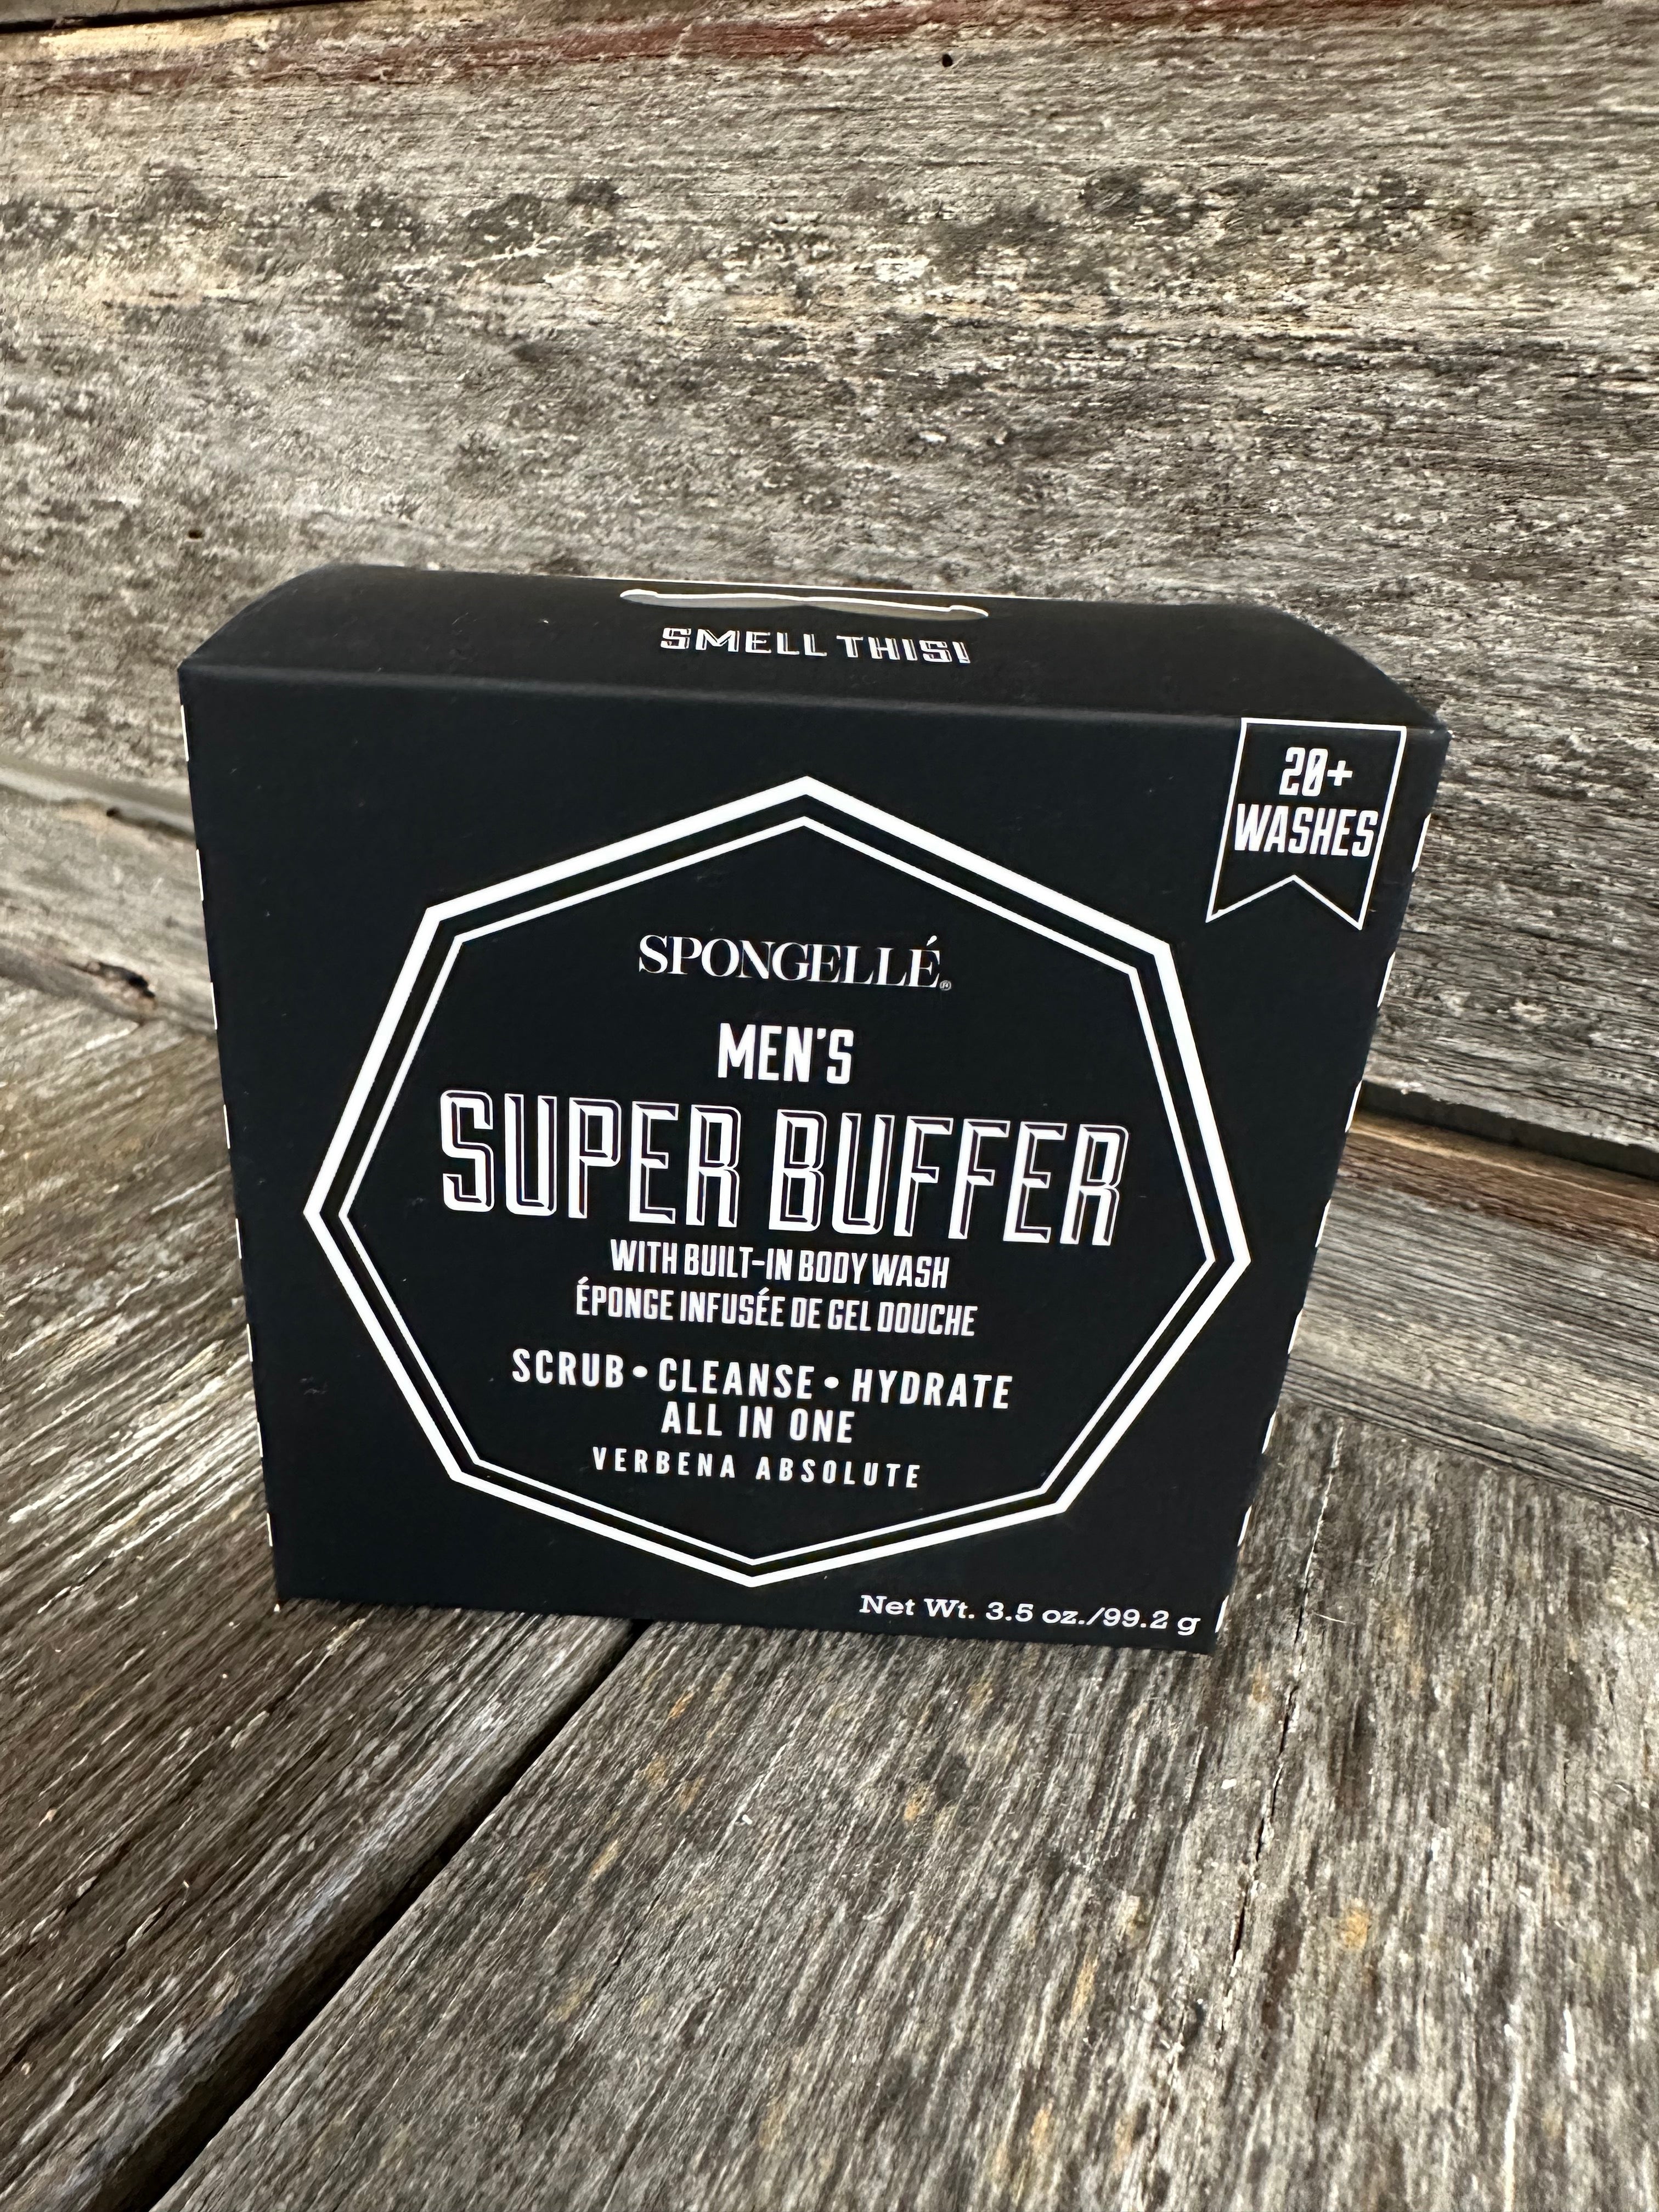 SMELL THIS!
20+
WASHES
SPONGELLÉ®
MEN'S
SUPER BUFFER
WITH BUILT-IN BODY WASH
ÉPONGE INFUSÉE DE GEL DOUCHE
SCRUB • CLEANSE • HYDRATE
ALL IN ONE
VERBENA ABSOLUTE
Net Wt. 3.5 oz./99.2 g